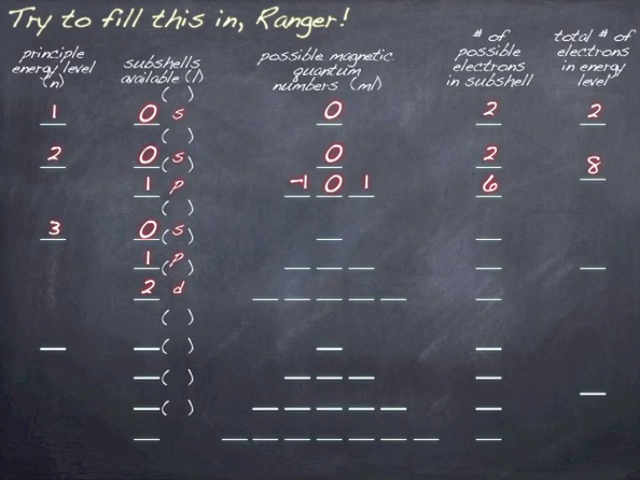 Try to fill this in, Ranger!
principle energy level (n)
subshells available (l)
possible magnetic quantum numbers (ml)
# of possible electrons in subshell
total # of electrons in energy level
( )
1 0 s 0 2 2
( )
2 0 (s) 0 2 8
1 p -1 0 1 6
( )
3 0 (s)
1 (p)
2 d
( )
( )
( )
( )